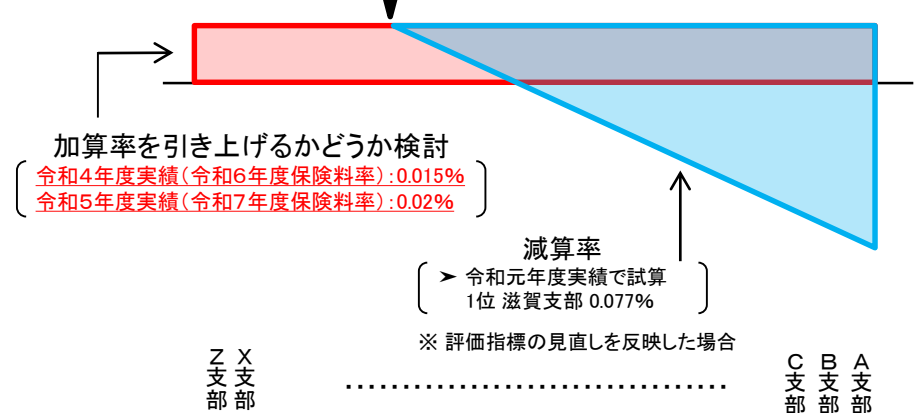 加算率を引き上げるかどうか検討
令和4年度実績(令和6年度保険料率):0.015%
令和5年度実績(令和7年度保険料率):0.02%
減算率
➤ 令和元年度実績で試算
1位 滋賀支部 0.077%
※ 評価指標の見直しを反映した場合
Z支部
X支部
‥‥‥‥‥‥‥‥‥‥‥‥‥‥‥‥
C支部
B支部
A支部